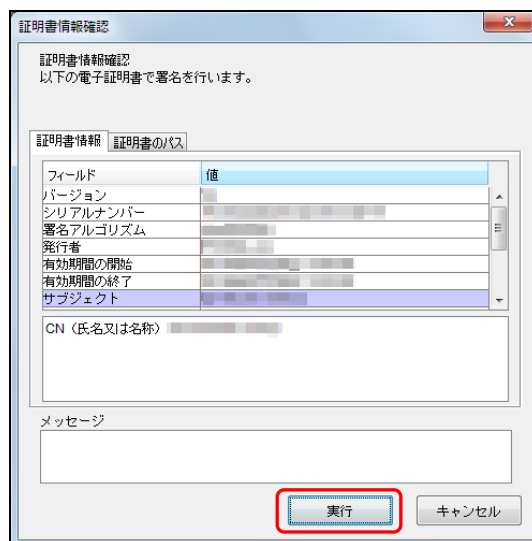 証明書情報確認
証明書情報確認
以下の電子証明書で署名を行います。
証明書情報 証明書のパス
フィールド 値
バージョン
シリアルナンバー
署名アルゴリズム
発行者
有効期間の開始
有効期間の終了
サブジェクト
CN（氏名又は名称）
メッセージ
実行 キャンセル